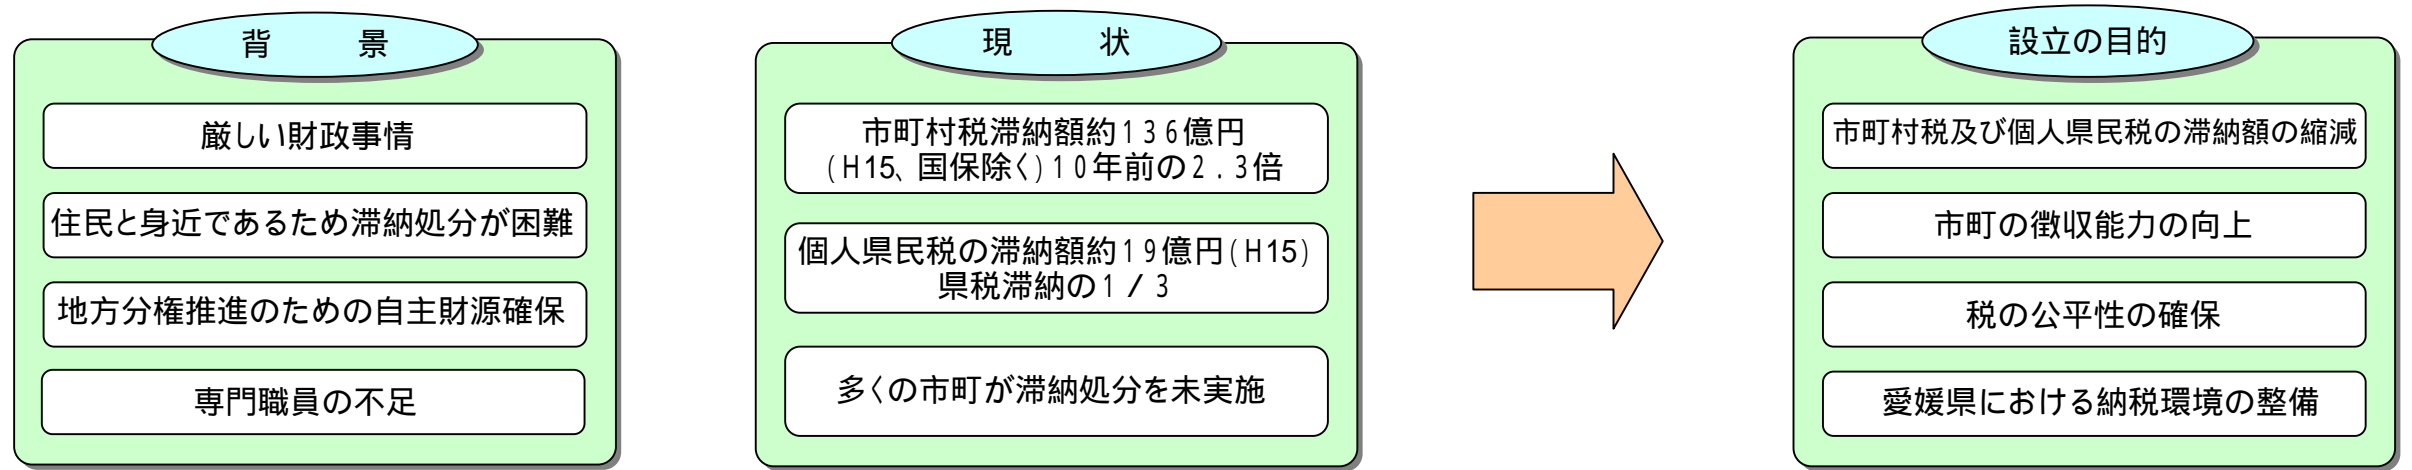 背　景
厳しい財政事情
住民と身近であるため滞納処分が困難
地方分権推進のための自主財源確保
専門職員の不足
現　状
市町村税滞納額約１３６億円
(H15、国保除く)１０年前の２．３倍
個人県民税の滞納額約１９億円(H15)
県税滞納の１／３
多くの市町が滞納処分を未実施
設立の目的
市町村税及び個人県民税の滞納額の縮減
市町の徴収能力の向上
税の公平性の確保
愛媛県における納税環境の整備